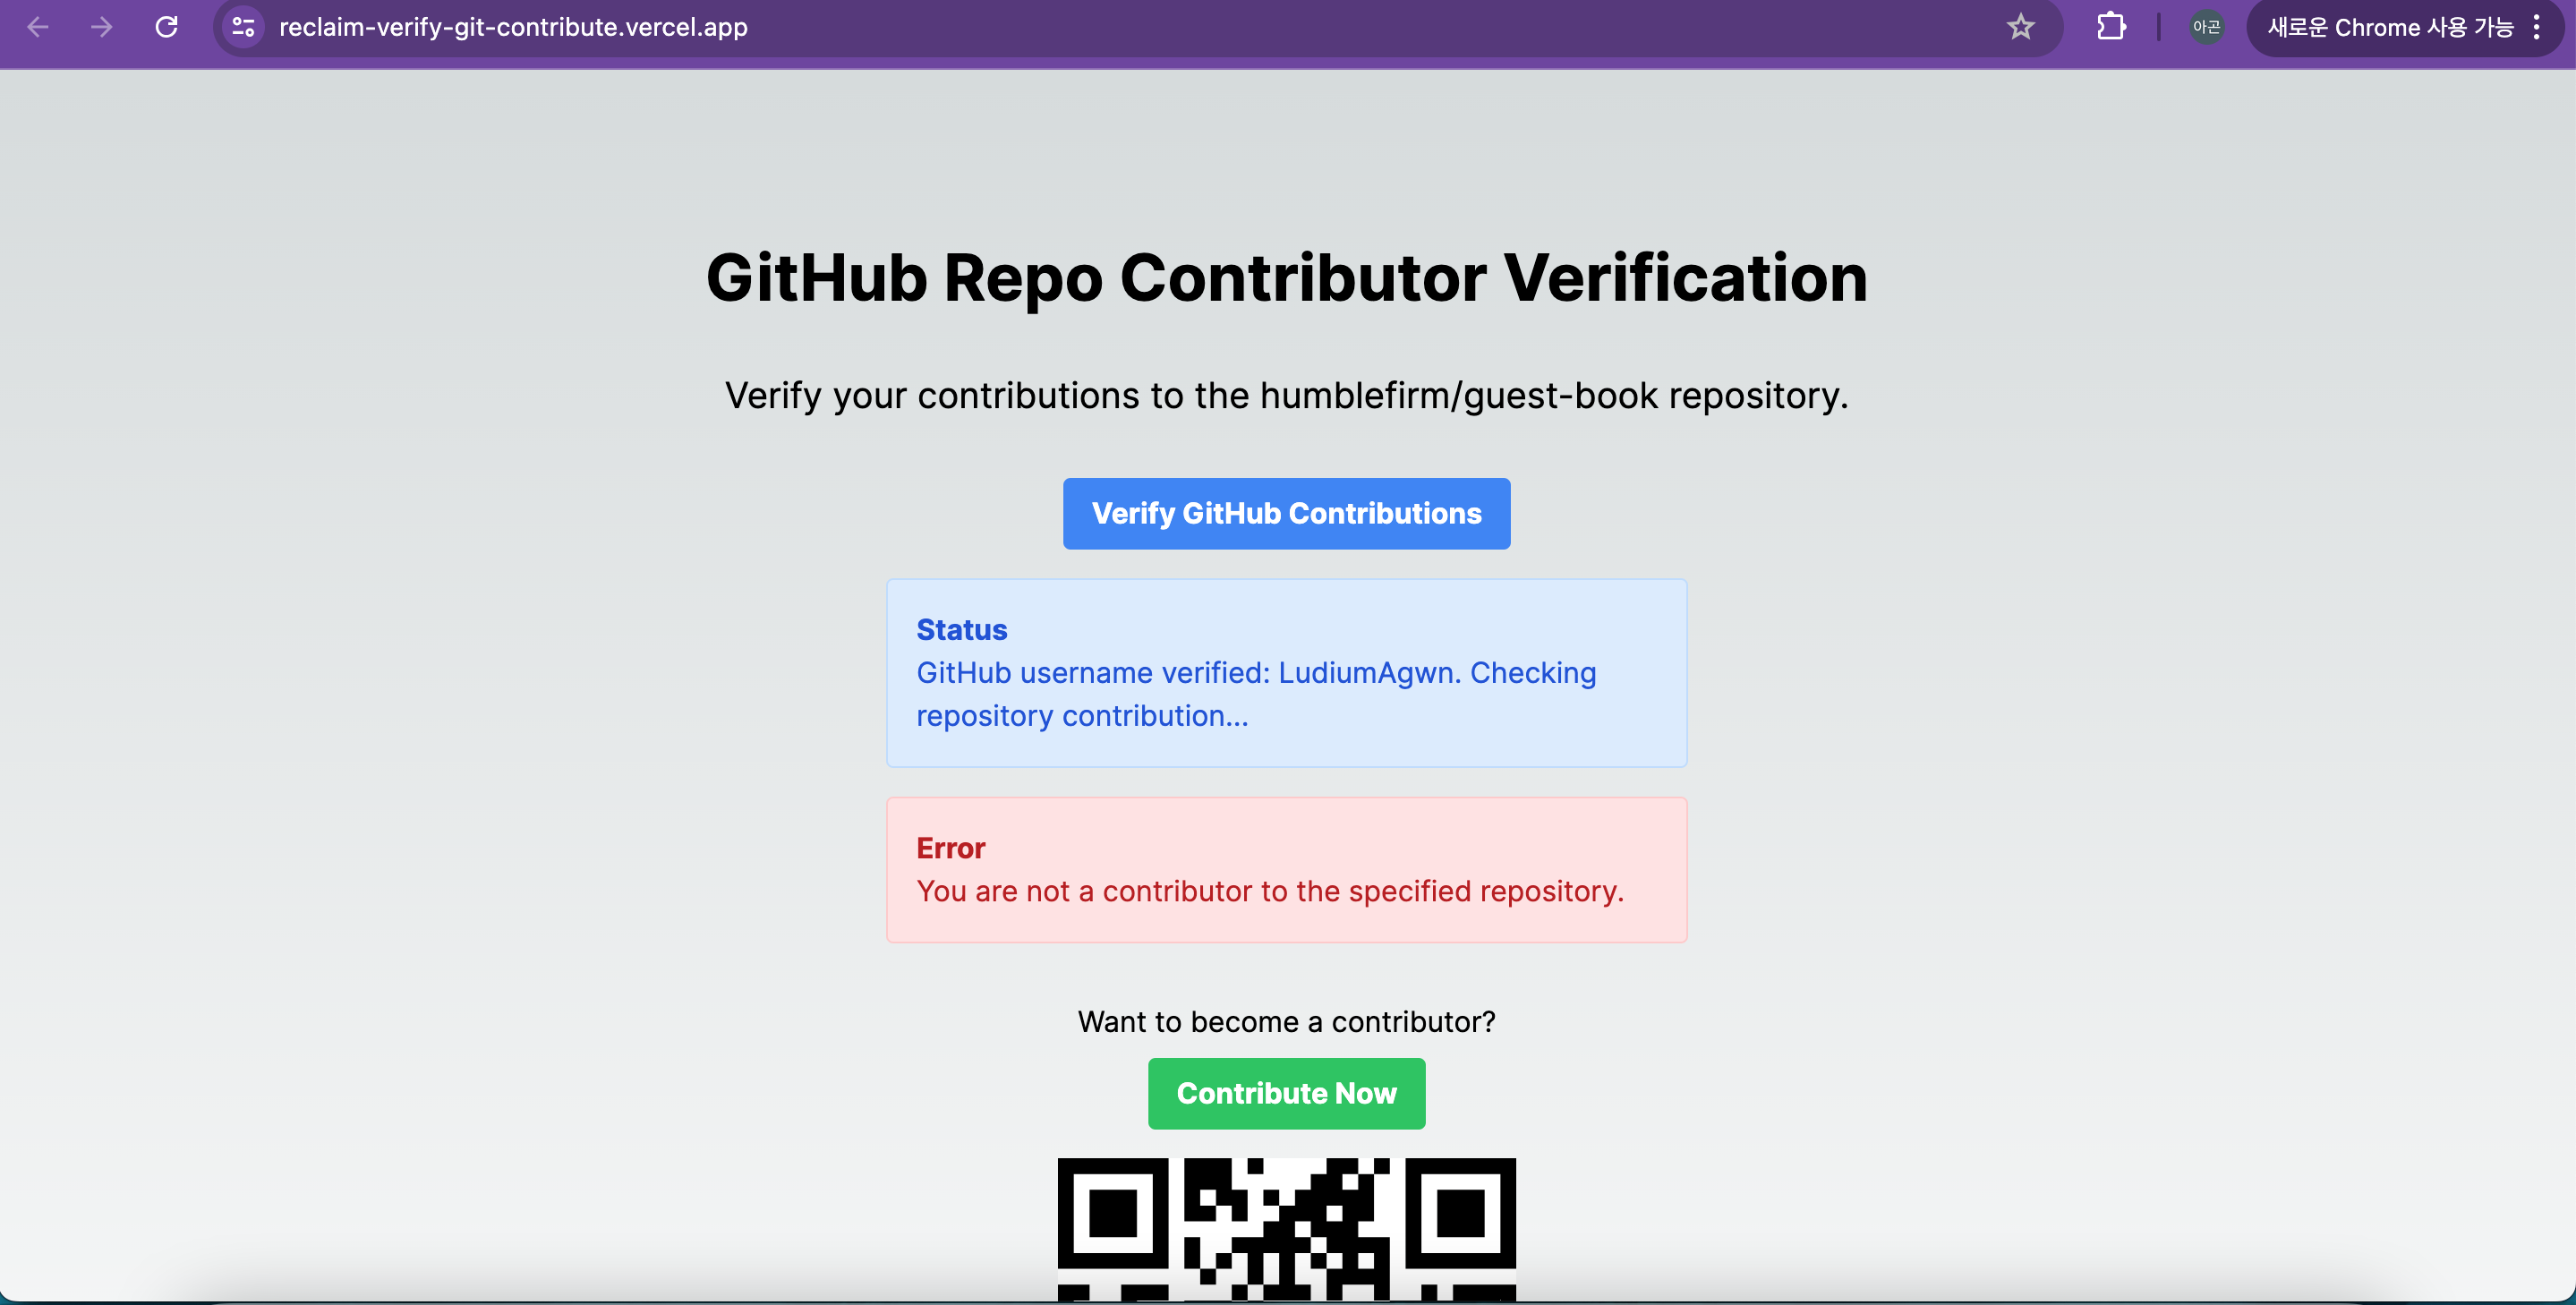 reclaim-verify-git-contribute.vercel.app
아곤
새로운 Chrome 사용 가능
GitHub Repo Contributor Verification
Verify your contributions to the humblefirm/guest-book repository.
Verify GitHub Contributions
Status
GitHub username verified: LudiumAgwn. Checking
repository contribution...
Error
You are not a contributor to the specified repository.
Want to become a contributor?
Contribute Now